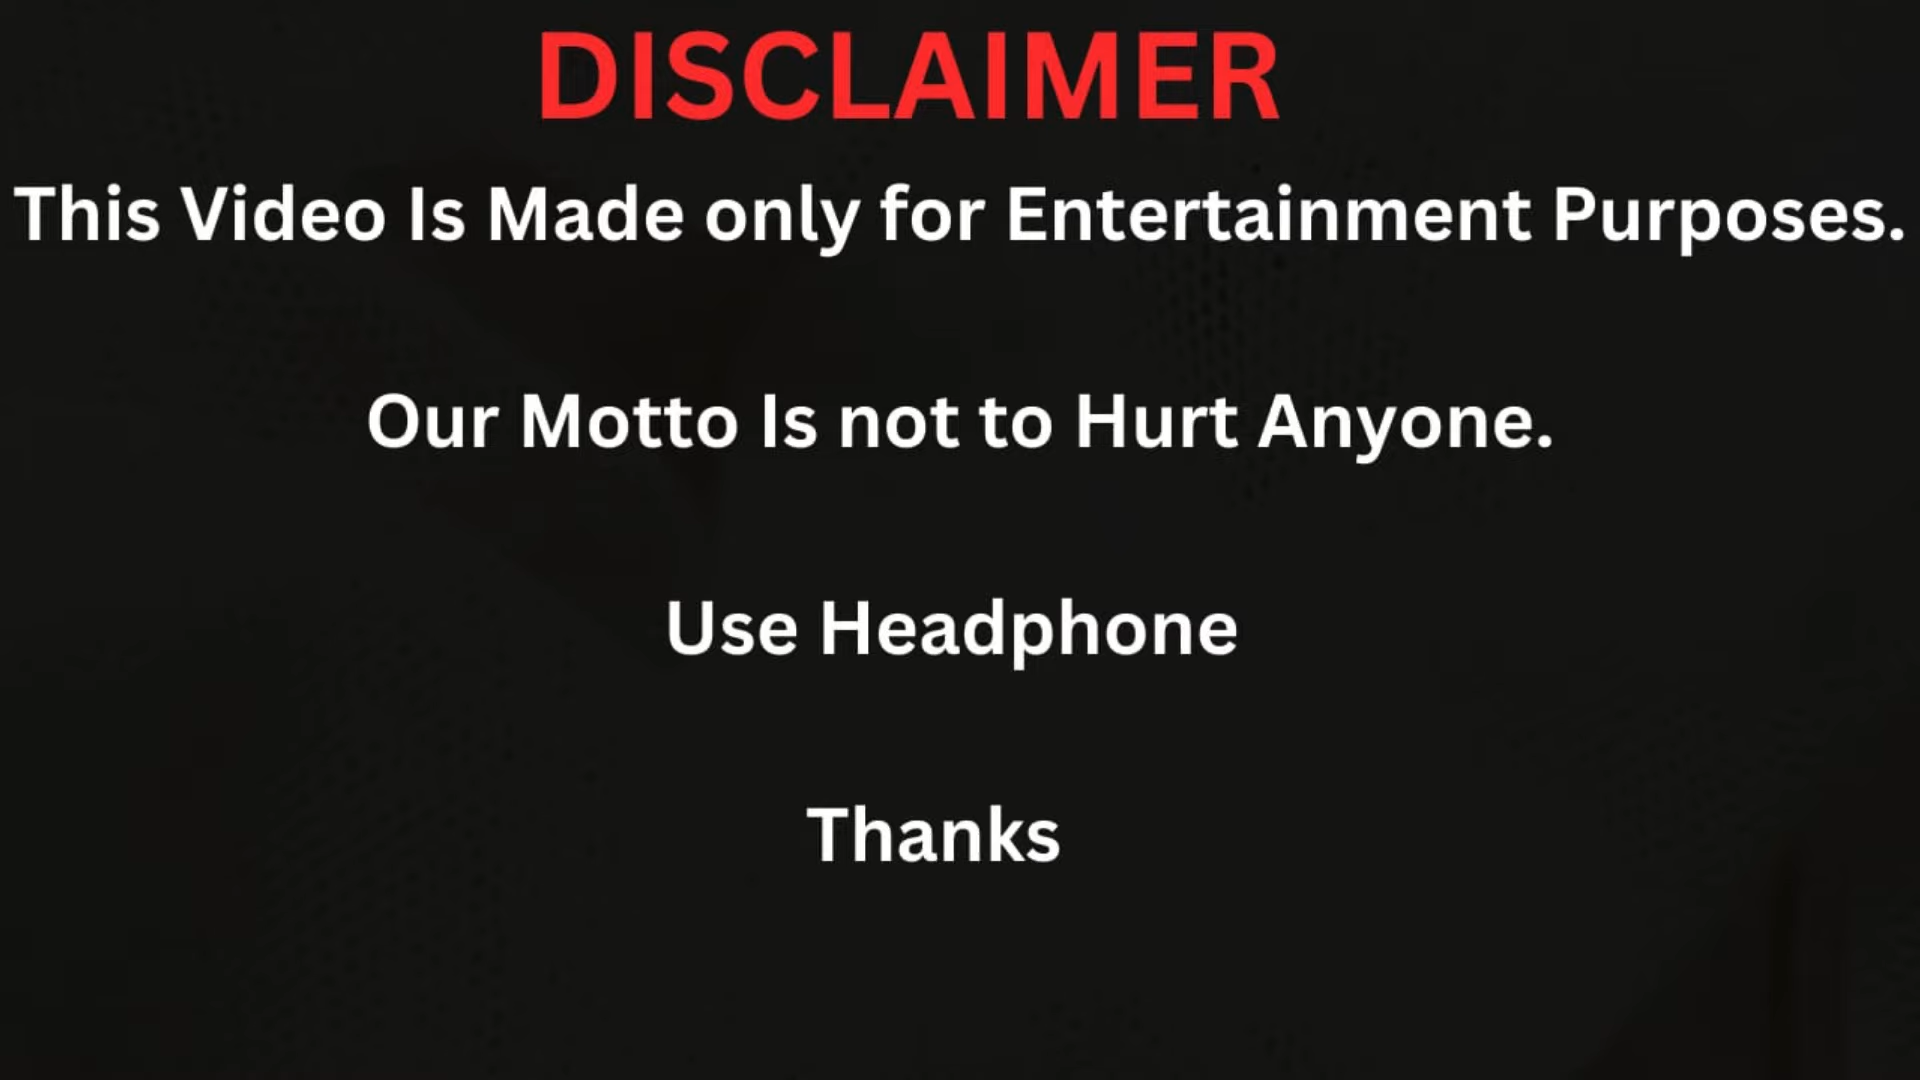 DISCLAIMER
This Video Is Made only for Entertainment Purposes.
Our Motto Is not to Hurt Anyone.
Use Headphone
Thanks